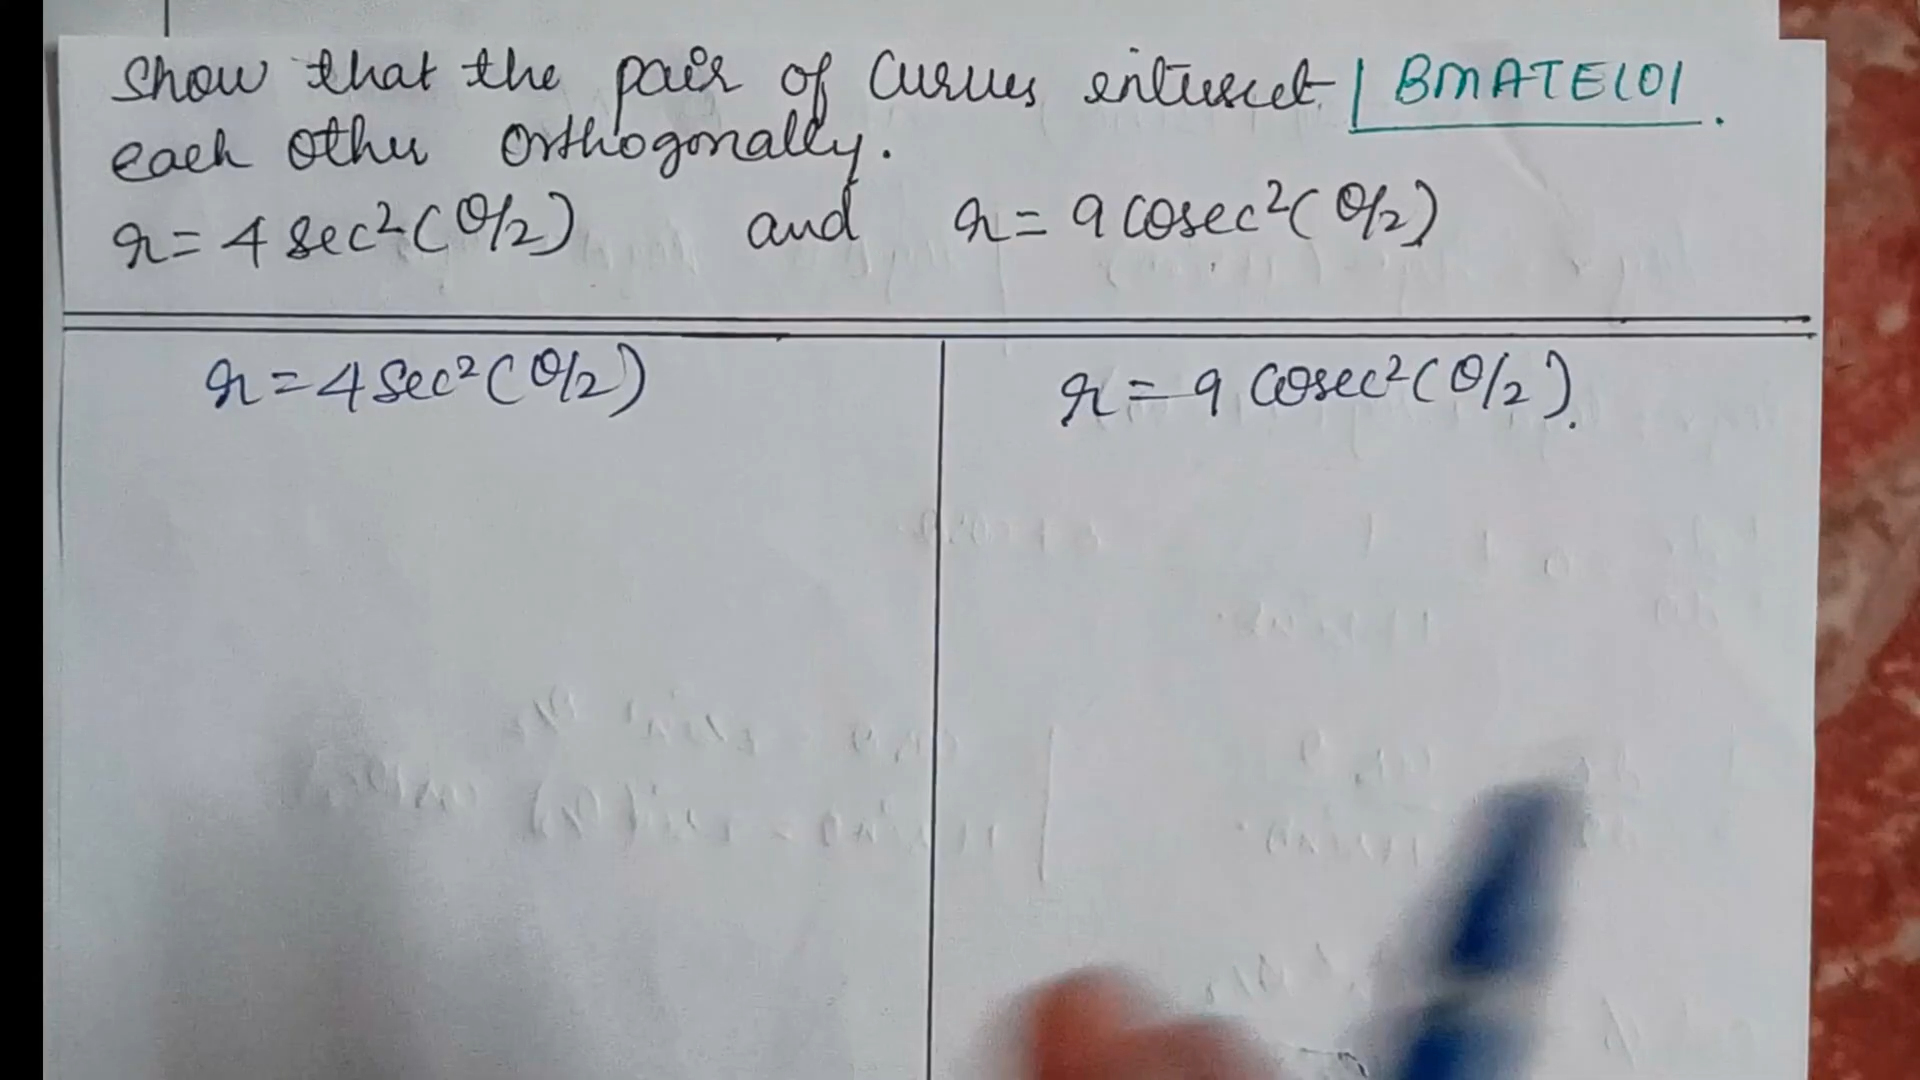 Show that the pair of Curves intersect | BMATE101.
each other orthogonally.
r = 4 sec²(θ/2) and r = 9 cosec²(θ/2)
r = 4 sec²(θ/2)
r = 9 cosec²(θ/2).